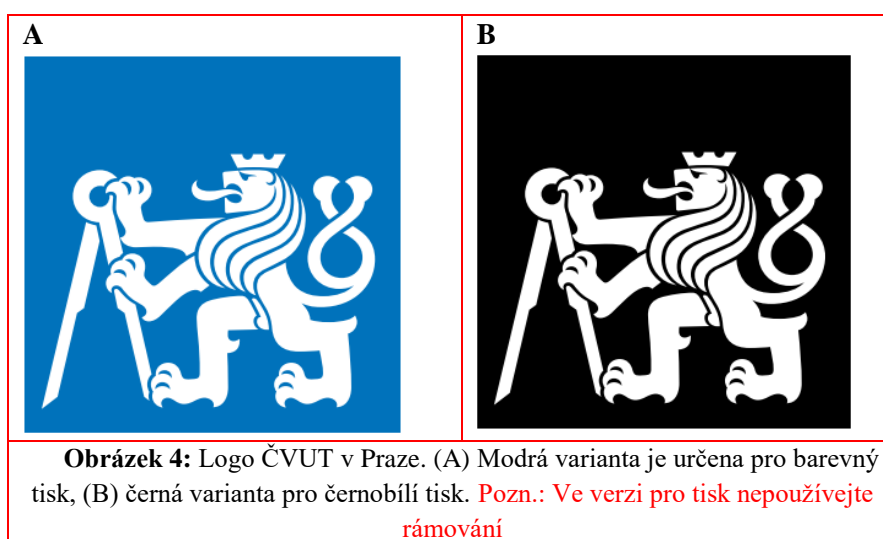 A
B
Obrázek 4: Logo ČVUT v Praze. (A) Modrá varianta je určena pro barevný
tisk, (B) černá varianta pro černobílí tisk. Pozn.: Ve verzi pro tisk nepoužívejte
rámování